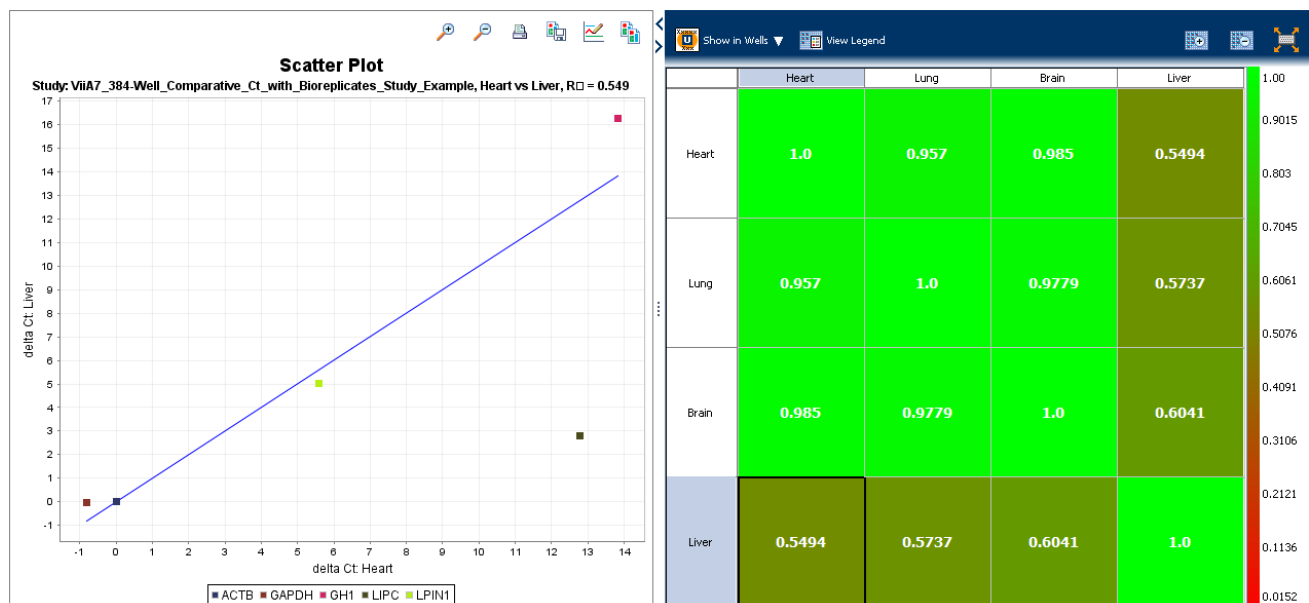 Scatter Plot
Study: ViiA7_384-Well_Comparative_Ct_with_Bioreplicates_Study_Example, Heart vs Liver, R□ = 0.549
17
16
15
14
13
12
11
10
9
8
7
6
5
4
3
2
1
0
-1
delta Ct: Liver
-1 0 1 2 3 4 5 6 7 8 9 10 11 12 13 14
delta Ct: Heart
ACTB GAPDH GH1 LIPC LPIN1
U Show in Wells ▼ View Legend
Heart Lung Brain Liver
Heart 1.0 0.957 0.985 0.5494
Lung 0.957 1.0 0.9779 0.5737
Brain 0.985 0.9779 1.0 0.6041
Liver 0.5494 0.5737 0.6041 1.0
1.00
0.9015
0.803
0.7045
0.6061
0.5076
0.4091
0.3106
0.2121
0.1136
0.0152